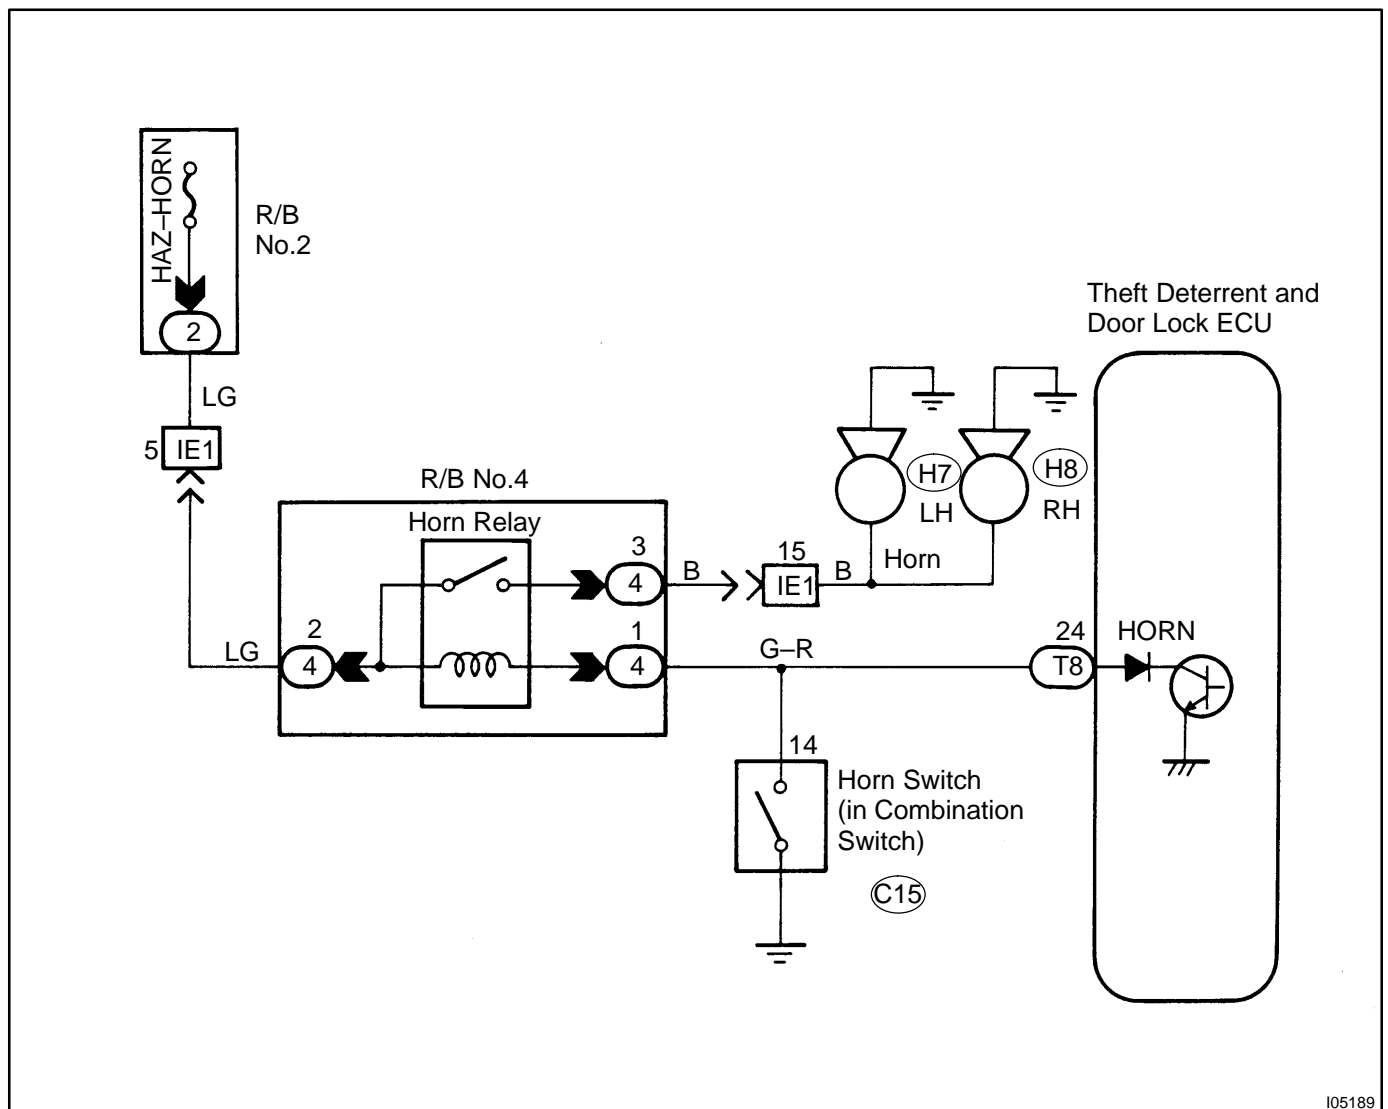 HAZ–HORN
R/B
No.2
2
LG
5
IE1
Theft Deterrent and
Door Lock ECU
R/B No.4
Horn Relay
H7
LH
H8
RH
Horn
3
4
B
15
IE1
B
2
4
LG
1
4
G–R
24
T8
HORN
14
Horn Switch
(in Combination
Switch)
C15
I05189